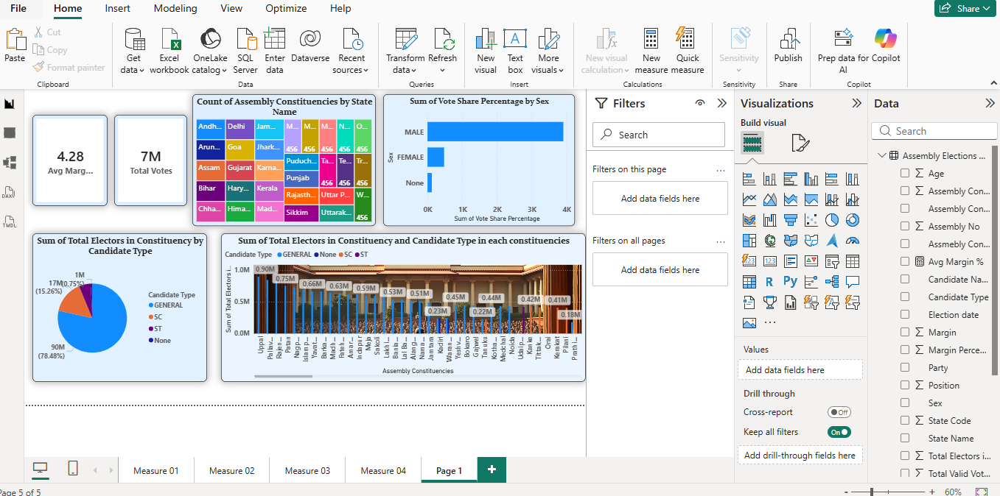 File Home Insert Modeling View Optimize Help Share
Paste
Cut
Copy
Format painter
Clipboard
Get data
Excel workbook
OneLake catalog
SQL Server
Enter data
Dataverse
Recent sources
Data
Transform data
Refresh
Queries
New visual
Text box
More visuals
Insert
New visual calculation
New measure
Quick measure
Calculations
Sensitivity
Sensitivity
Publish
Share
Prep data for AI
Copilot
Copilot
DAX
TMDL
4.28
Avg Marg...
7M
Total Votes
Count of Assembly Constituencies by State
Name
Andh... Delhi Jam... M... M... M... N... O...
456 456 456 456 456
Arun... Goa Jhark...
Puduch... Ta... Te... Tr...
Assam Gujarat Karna...
Punjab 456 456 456
Bihar Hary... Kerala
Rajasth... Uttar P... W...
Chha... Hima... Mad...
Sikkim Uttarak... 456
Sum of Vote Share Percentage by Sex
Sex
MALE
FEMALE
None
0K 1K 2K 3K 4K
Sum of Vote Share Percentage
Sum of Total Electors in Constituency by
Candidate Type
1M
17M (0.75%)
(15.26%)
90M
(78.48%)
Candidate Type
GENERAL
SC
ST
None
Sum of Total Electors in Constituency and Candidate Type in each constituencies
Candidate Type GENERAL None SC ST
Sum of Total Electors i...
1.0M
0.5M
0.0M
0.90M 0.75M 0.66M 0.63M 0.59M 0.53M 0.51M 0.23M 0.45M 0.22M 0.44M 0.42M 0.41M 0.18M
Uppal Pallav... Rajen... Patan Nagp... Islamp... Yavat... Barka... Madh... Fateh... Amar... Indapur Meja Sakoli Lakhi... Bania... Lal Ba... Alang... Nana... Jamtara Kadiri Waran... Yeshv... Bokaro Gajwel Tanuku Kotha... Medchal Noida Udaip... Kanke Tittak... Orai Kerakat Pilani Prathi...
Assembly Constituencies
Filters
Search
Filters on this page ...
Add data fields here
Filters on all pages ...
Add data fields here
Visualizations
Build visual
123
123
R
Py
...
Values
Add data fields here
Drill through
Cross-report Off
Keep all filters On
Add drill-through fields here
Data
Search
Assembly Elections ...
Age
Assembly Con...
Assembly Con...
Assembly No
Assmebly Con...
Avg Margin %
Candidate Na...
Candidate Type
Election date
Margin
Margin Perce...
Party
Position
Sex
State Code
State Name
Total Electors i...
Total Valid Vot...
Measure 01 Measure 02 Measure 03 Measure 04 Page 1 +
Page 5 of 5
- + 60%